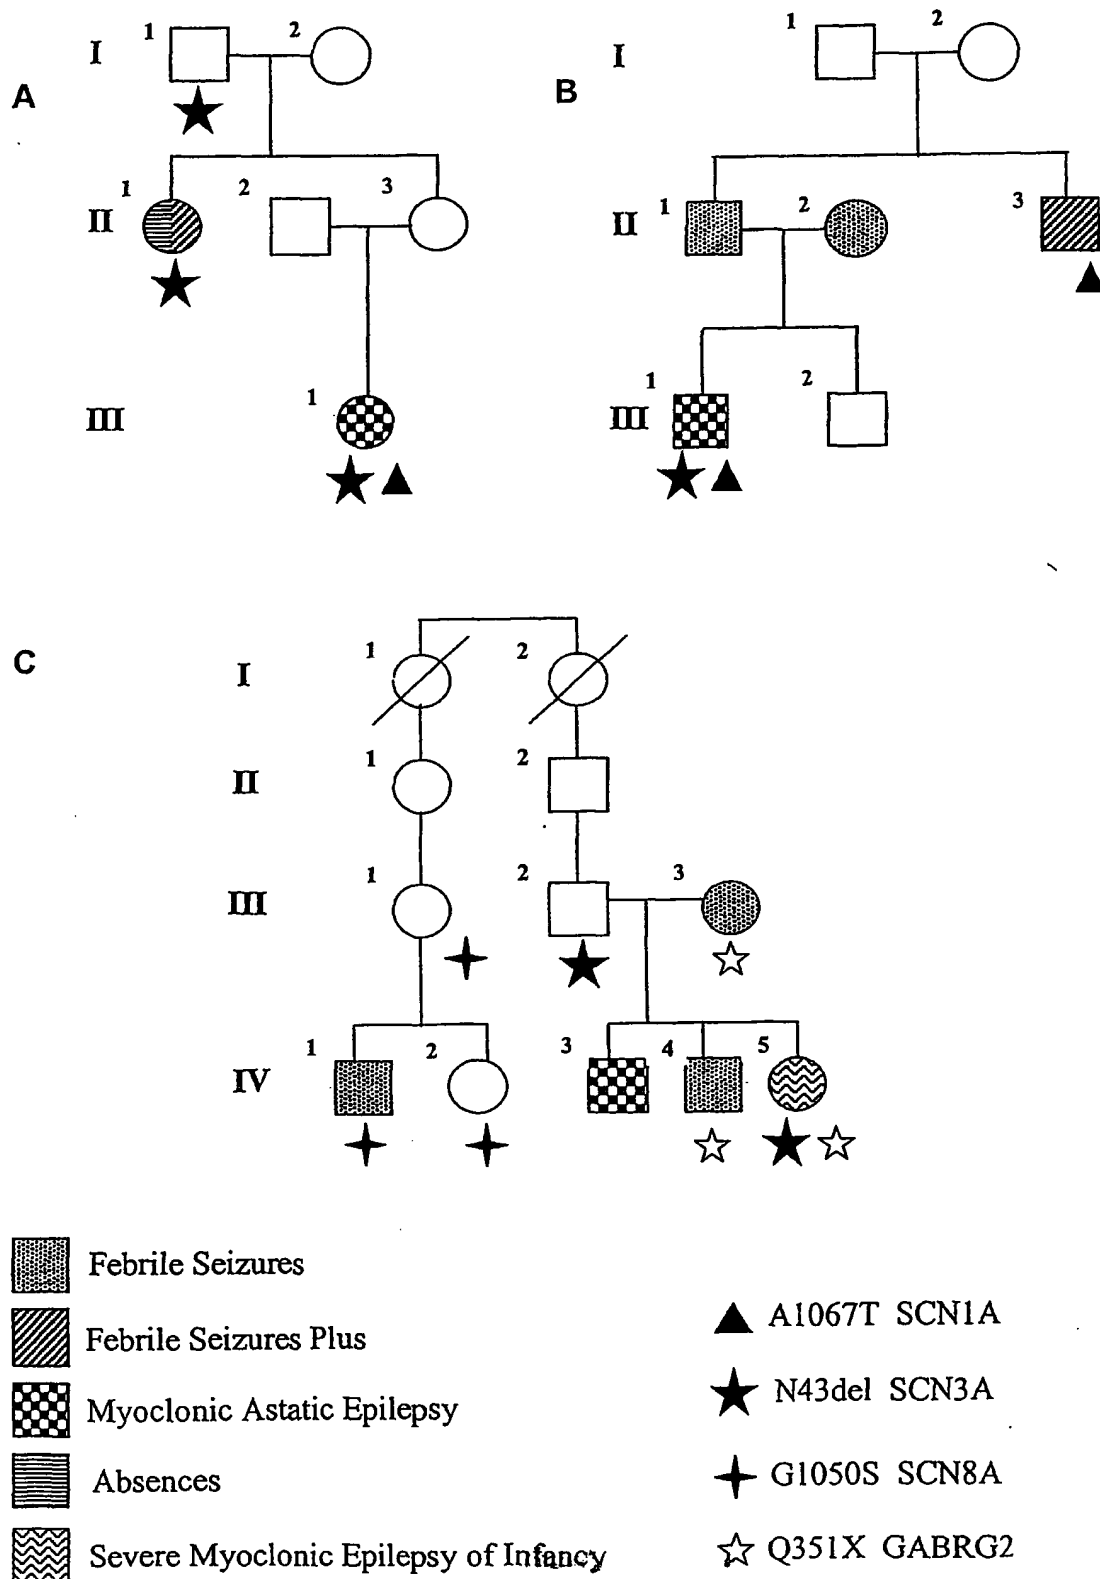 1 2 1 2
I I
A B
1 2 3 1 2 3
II II
1 1 2
III III
C
1 2
I
1 2
II
1 2 3
III
1 2 3 4 5
IV
Febrile Seizures
Febrile Seizures Plus
Myoclonic Astatic Epilepsy
Absences
Severe Myoclonic Epilepsy of Infancy
A1067T SCN1A
N43del SCN3A
G1050S SCN8A
Q351X GABRG2